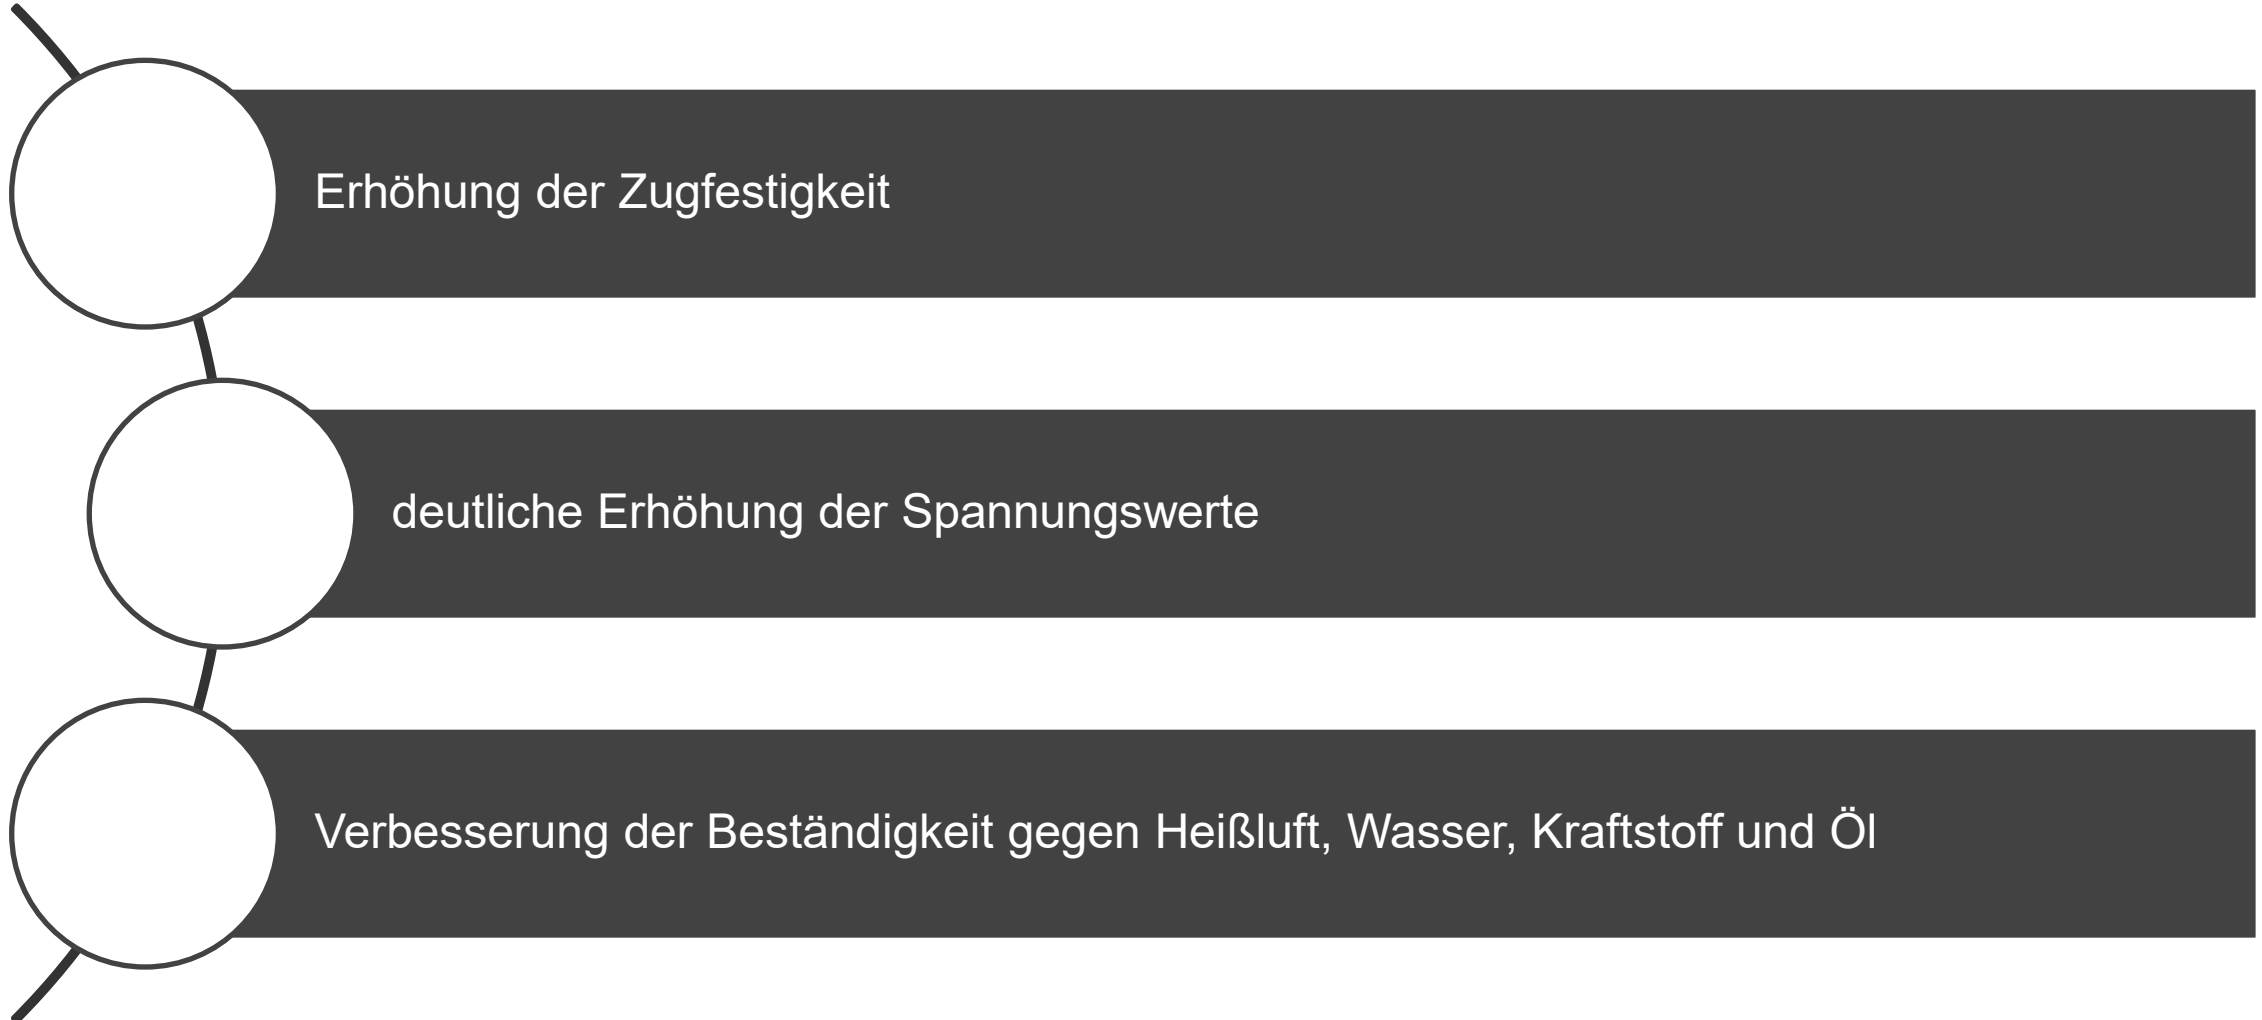 Erhöhung der Zugfestigkeit
deutliche Erhöhung der Spannungswerte
Verbesserung der Beständigkeit gegen Heißluft, Wasser, Kraftstoff und Öl